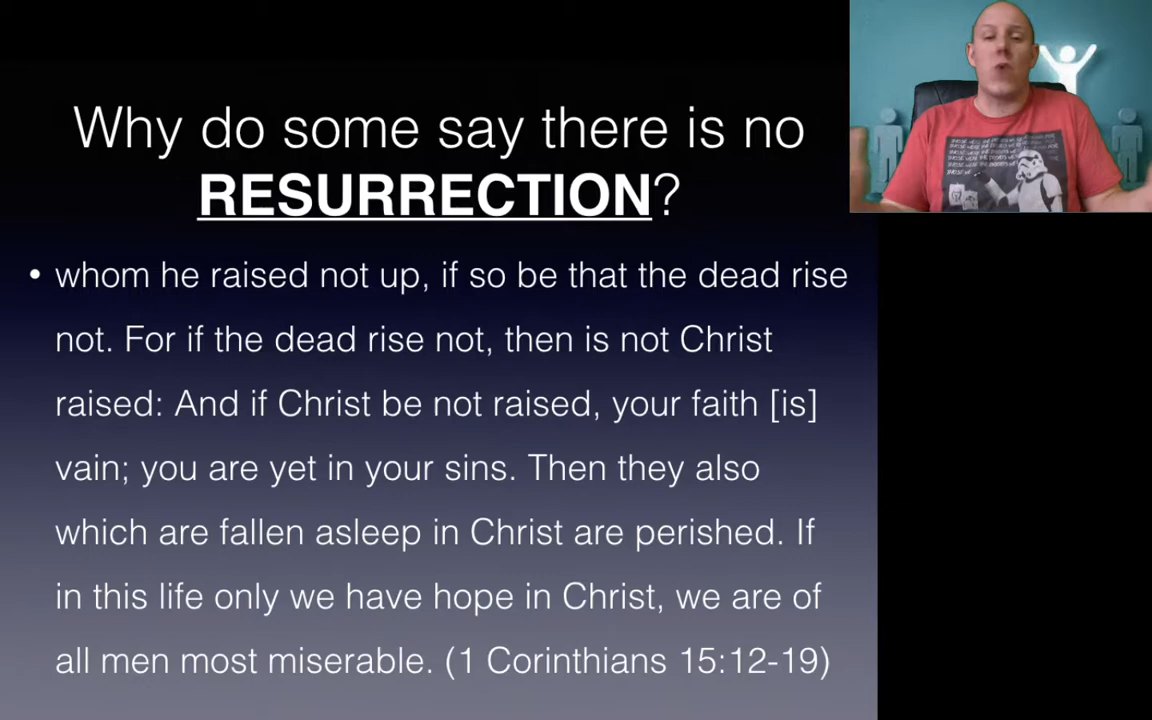 Why do some say there is no
RESURRECTION?
• whom he raised not up, if so be that the dead rise
not. For if the dead rise not, then is not Christ
raised: And if Christ be not raised, your faith [is]
vain; you are yet in your sins. Then they also
which are fallen asleep in Christ are perished. If
in this life only we have hope in Christ, we are of
all men most miserable. (1 Corinthians 15:12-19)